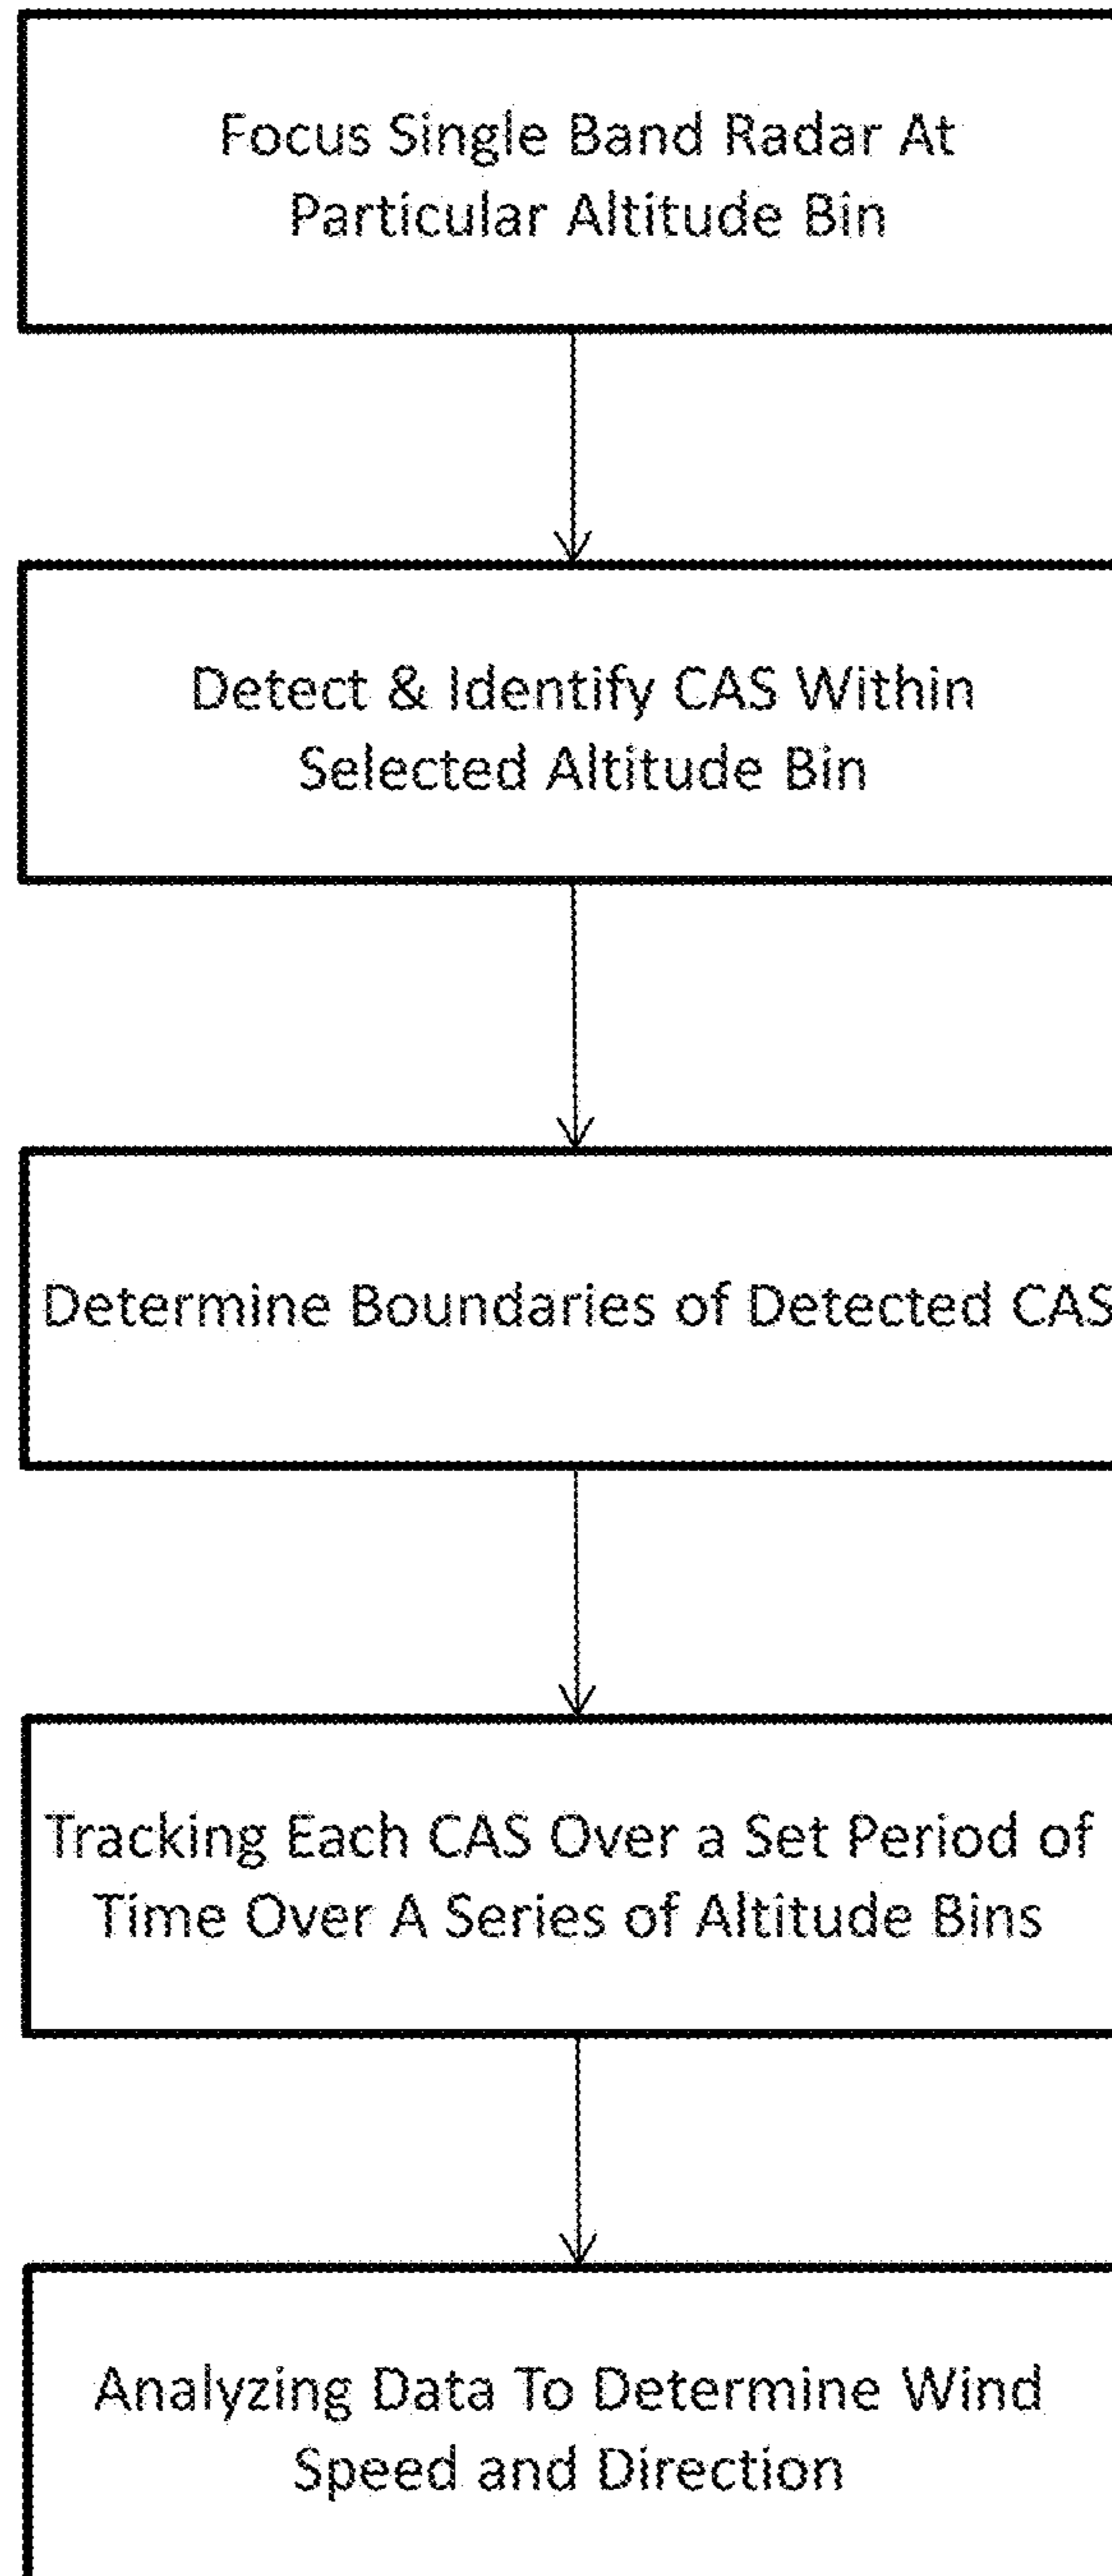 Focus Single Band Radar At
Particular Altitude Bin
Detect & Identify CAS Within
Selected Altitude Bin
Determine Boundaries of Detected CAS
Tracking Each CAS Over a Set Period of
Time Over A Series of Altitude Bins
Analyzing Data To Determine Wind
Speed and Direction